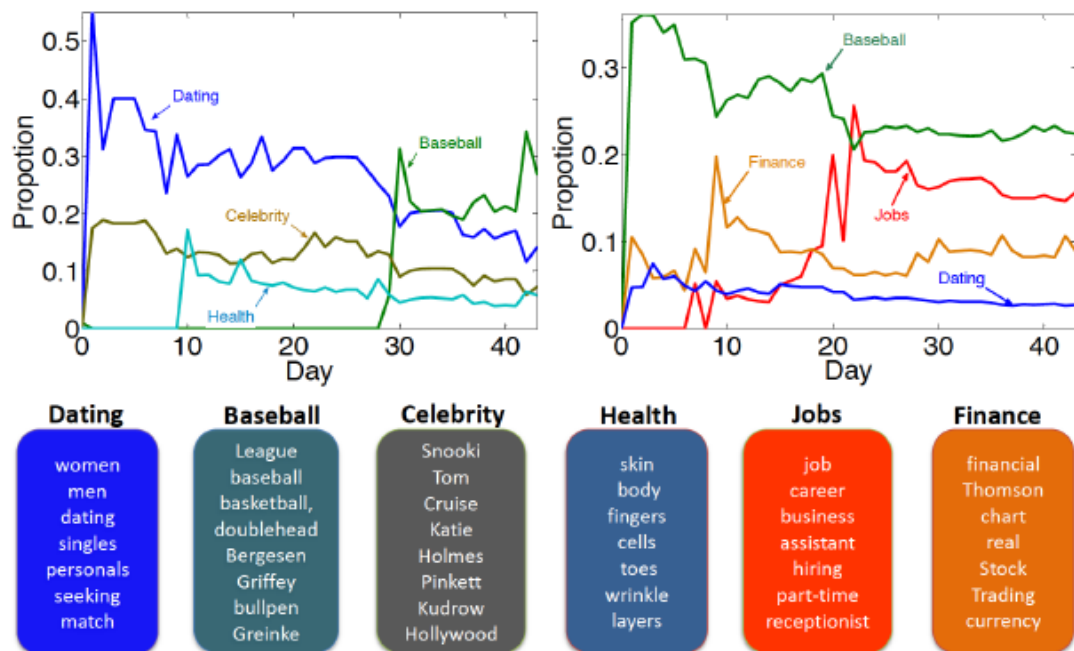 0.5
0.4
0.3
0.2
0.1
0
Propotion
Dating
Baseball
Celebrity
Health
0
10
20
30
40
Day
0.3
0.2
0.1
0
Propotion
Baseball
Finance
Jobs
Dating
0
10
20
30
40
Day
Dating
women
men
dating
singles
personals
seeking
match
Baseball
League
baseball
basketball,
doublehead
Bergesen
Griffey
bullpen
Greinke
Celebrity
Snooki
Tom
Cruise
Katie
Holmes
Pinkett
Kudrow
Hollywood
Health
skin
body
fingers
cells
toes
wrinkle
layers
Jobs
job
career
business
assistant
hiring
part-time
receptionist
Finance
financial
Thomson
chart
real
Stock
Trading
currency